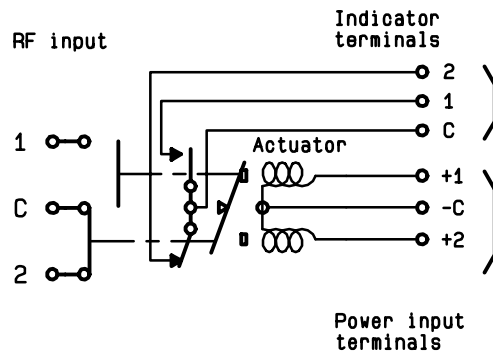 RF input
Indicator
terminals
2
1
C
Actuator
1
C
2
+1
-C
+2
Power input
terminals